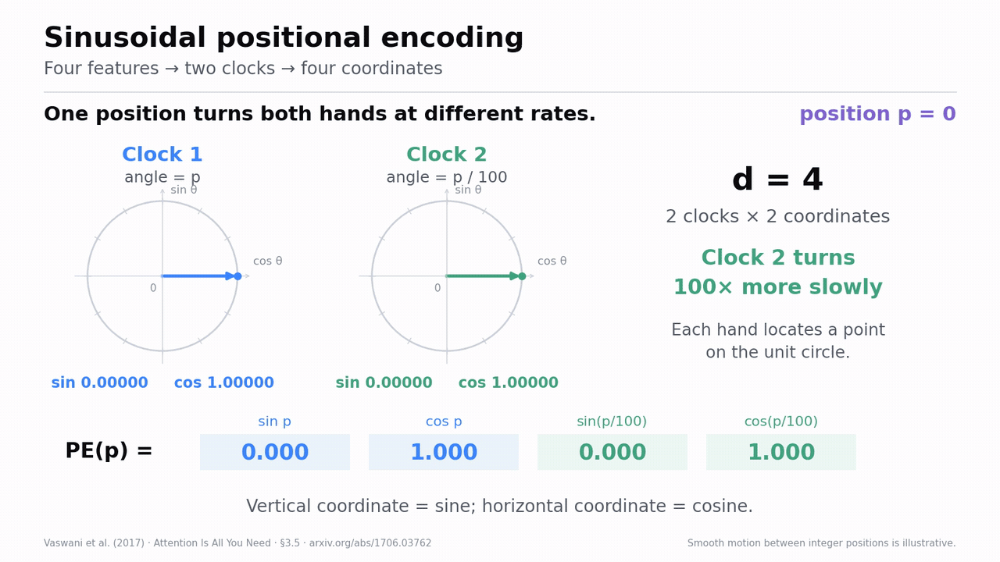 Sinusoidal positional encoding
Four features → two clocks → four coordinates
One position turns both hands at different rates.
position p = 0
Clock 1
angle = p
sin θ
cos θ
0
sin 0.00000 cos 1.00000
Clock 2
angle = p / 100
sin θ
cos θ
0
sin 0.00000 cos 1.00000
d = 4
2 clocks × 2 coordinates
Clock 2 turns
100× more slowly
Each hand locates a point
on the unit circle.
sin p cos p sin(p/100) cos(p/100)
PE(p) = 0.000 1.000 0.000 1.000
Vertical coordinate = sine; horizontal coordinate = cosine.
Vaswani et al. (2017) · Attention Is All You Need · §3.5 · arxiv.org/abs/1706.03762
Smooth motion between integer positions is illustrative.